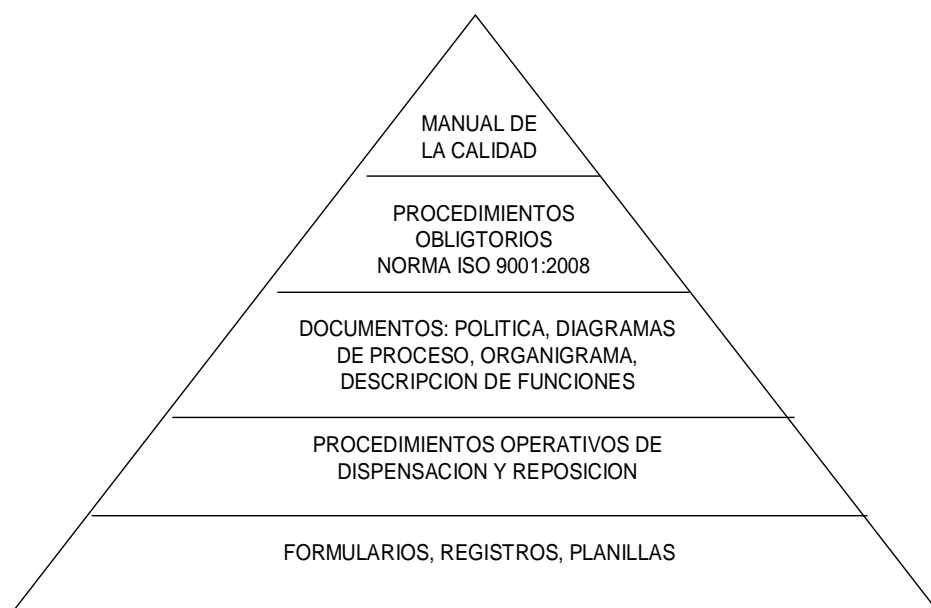 MANUAL DE
LA CALIDAD
PROCEDIMIENTOS
OBLIGTORIOS
NORMA ISO 9001:2008
DOCUMENTOS: POLITICA, DIAGRAMAS
DE PROCESO, ORGANIGRAMA,
DESCRIPCION DE FUNCIONES
PROCEDIMIENTOS OPERATIVOS DE
DISPENSACION Y REPOSICION
FORMULARIOS, REGISTROS, PLANILLAS